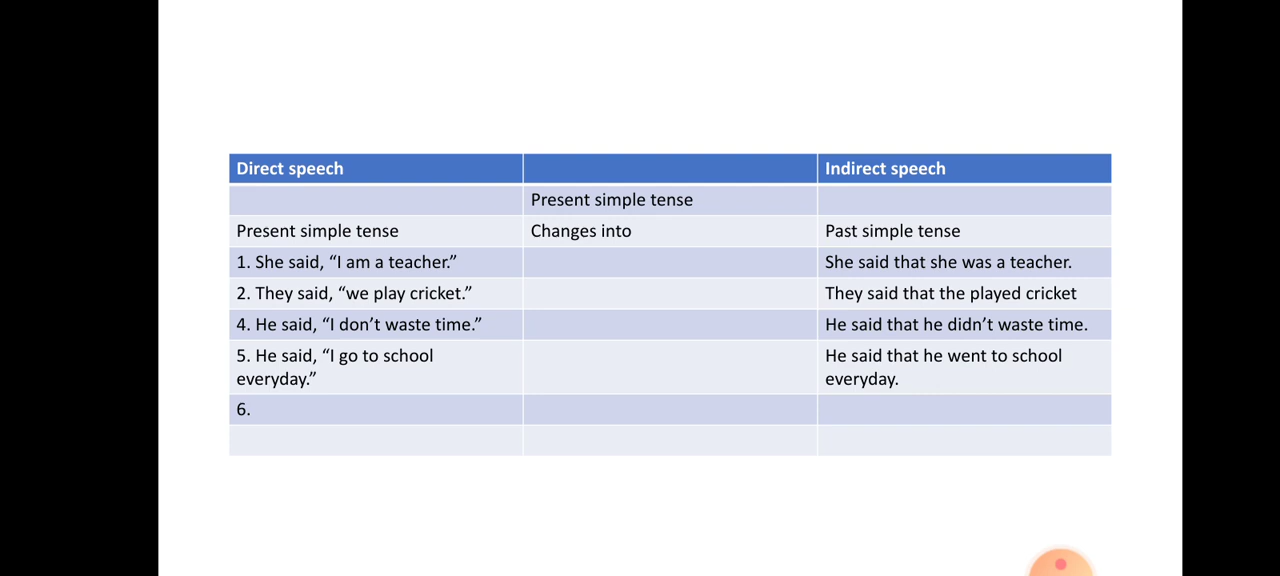 Direct speech Indirect speech
Present simple tense
Present simple tense Changes into Past simple tense
1. She said, “I am a teacher.” She said that she was a teacher.
2. They said, “we play cricket.” They said that the played cricket
4. He said, “I don’t waste time.” He said that he didn’t waste time.
5. He said, “I go to school He said that he went to school
everyday.” everyday.
6.